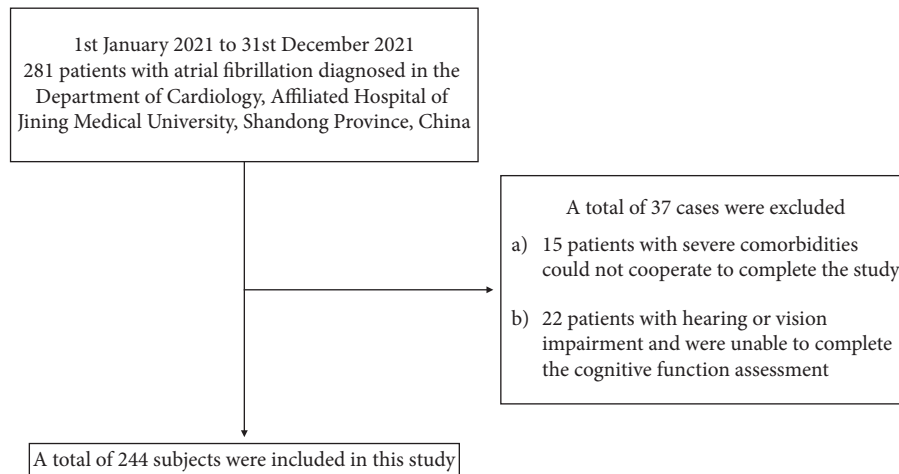 1st January 2021 to 31st December 2021
281 patients with atrial fibrillation diagnosed in the
Department of Cardiology, Affiliated Hospital of
Jining Medical University, Shandong Province, China
A total of 37 cases were excluded
a) 15 patients with severe comorbidities
could not cooperate to complete the study
b) 22 patients with hearing or vision
impairment and were unable to complete
the cognitive function assessment
A total of 244 subjects were included in this study